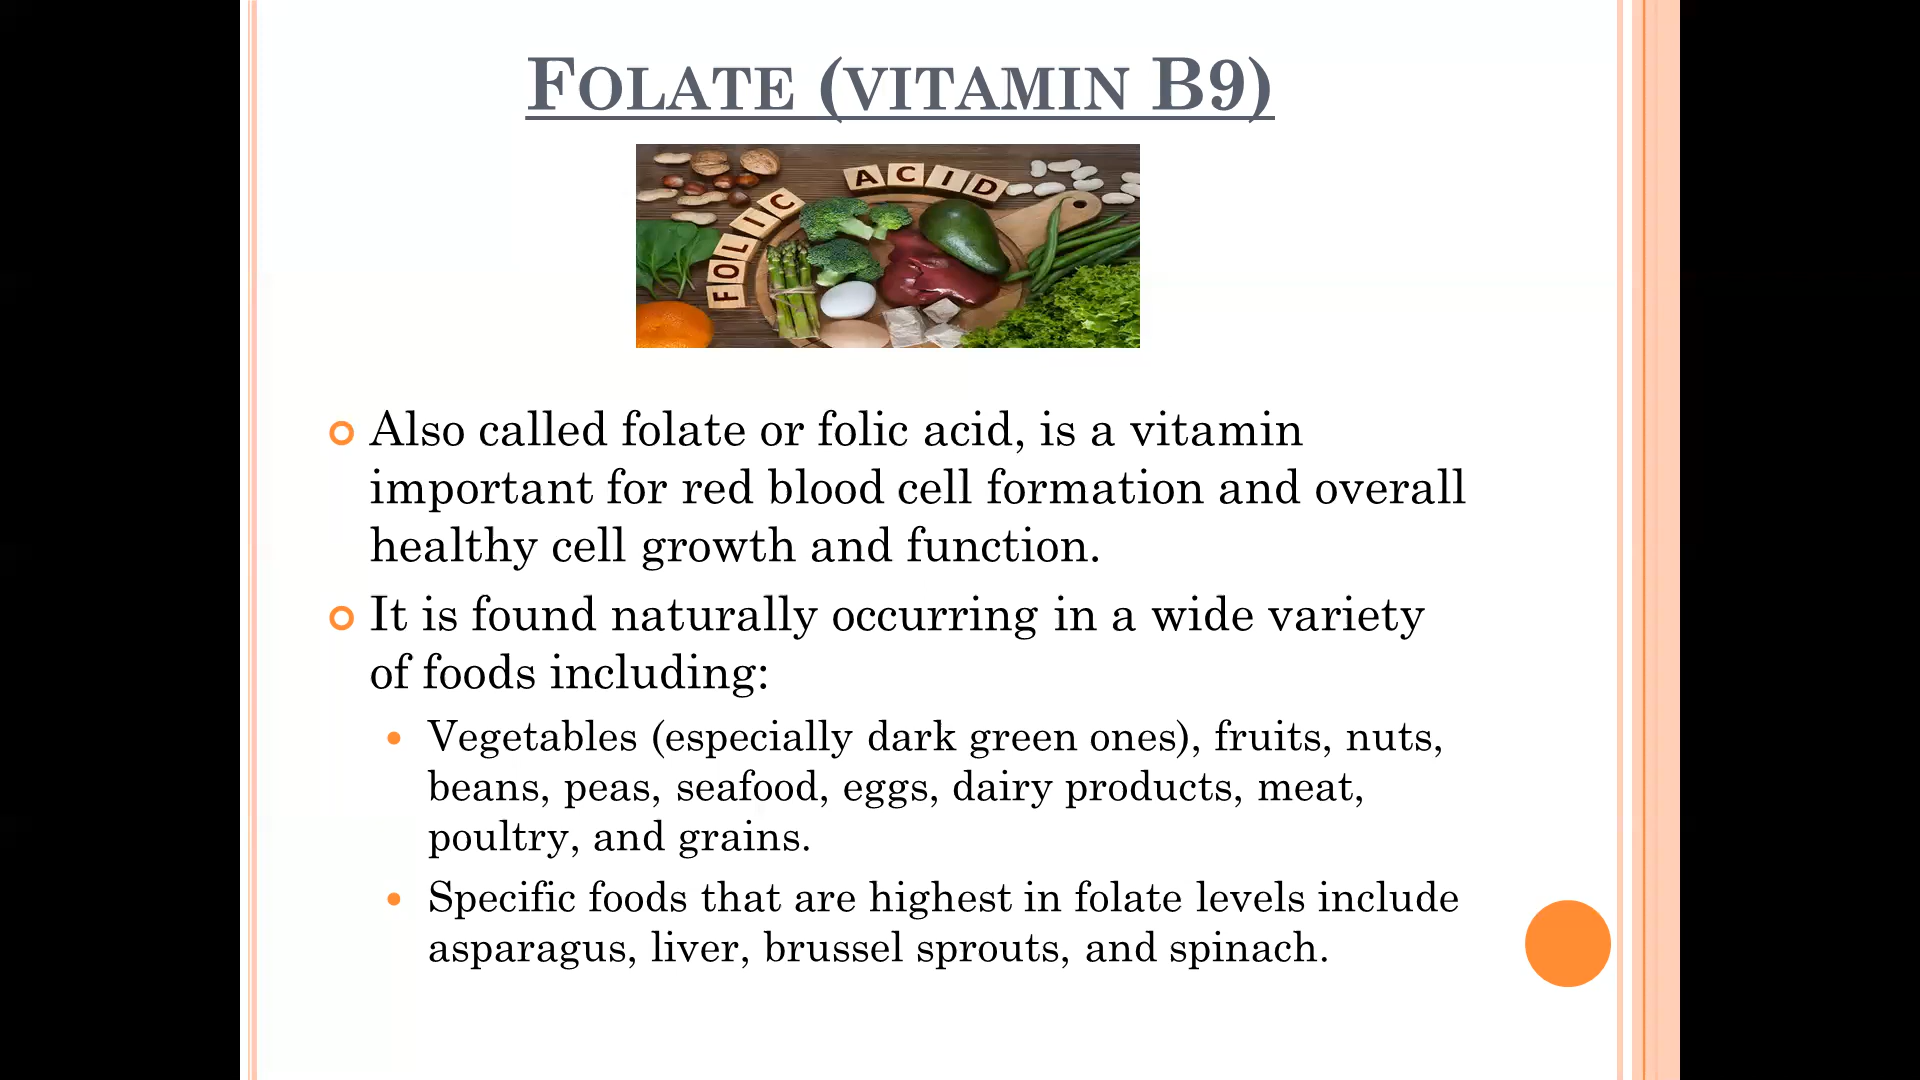 FOLATE (VITAMIN B9)
FOLIC ACID
Also called folate or folic acid, is a vitamin
important for red blood cell formation and overall
healthy cell growth and function.
It is found naturally occurring in a wide variety
of foods including:
Vegetables (especially dark green ones), fruits, nuts,
beans, peas, seafood, eggs, dairy products, meat,
poultry, and grains.
Specific foods that are highest in folate levels include
asparagus, liver, brussel sprouts, and spinach.